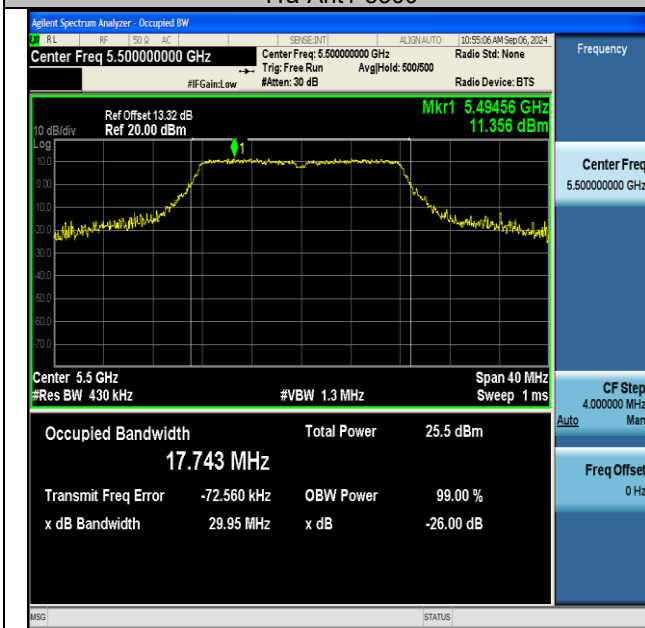 Agilent Spectrum Analyzer - Occupied BW
RL RF 50 Ω AC SENSE:INT ALIGN AUTO 10:55:06 AM Sep 06, 2024
Center Freq 5.500000000 GHz Center Freq: 5.500000000 GHz Radio Std: None
Trig: Free Run Avg|Hold: 500/500
#IFGain:Low #Atten: 30 dB Radio Device: BTS
Ref Offset 13.32 dB Mkr1 5.49456 GHz
10 dB/div Ref 20.00 dBm 11.356 dBm
Log
10.0
1
0.00
-10.0
-20.0
-30.0
-40.0
-50.0
-60.0
-70.0
Center 5.5 GHz Span 40 MHz
#Res BW 430 kHz #VBW 1.3 MHz Sweep 1 ms
Occupied Bandwidth Total Power 25.5 dBm
17.743 MHz
Transmit Freq Error -72.560 kHz OBW Power 99.00 %
x dB Bandwidth 29.95 MHz x dB -26.00 dB
MSG STATUS
Frequency
Center Freq
5.500000000 GHz
CF Step
4.000000 MHz
Auto Man
Freq Offset
0 Hz